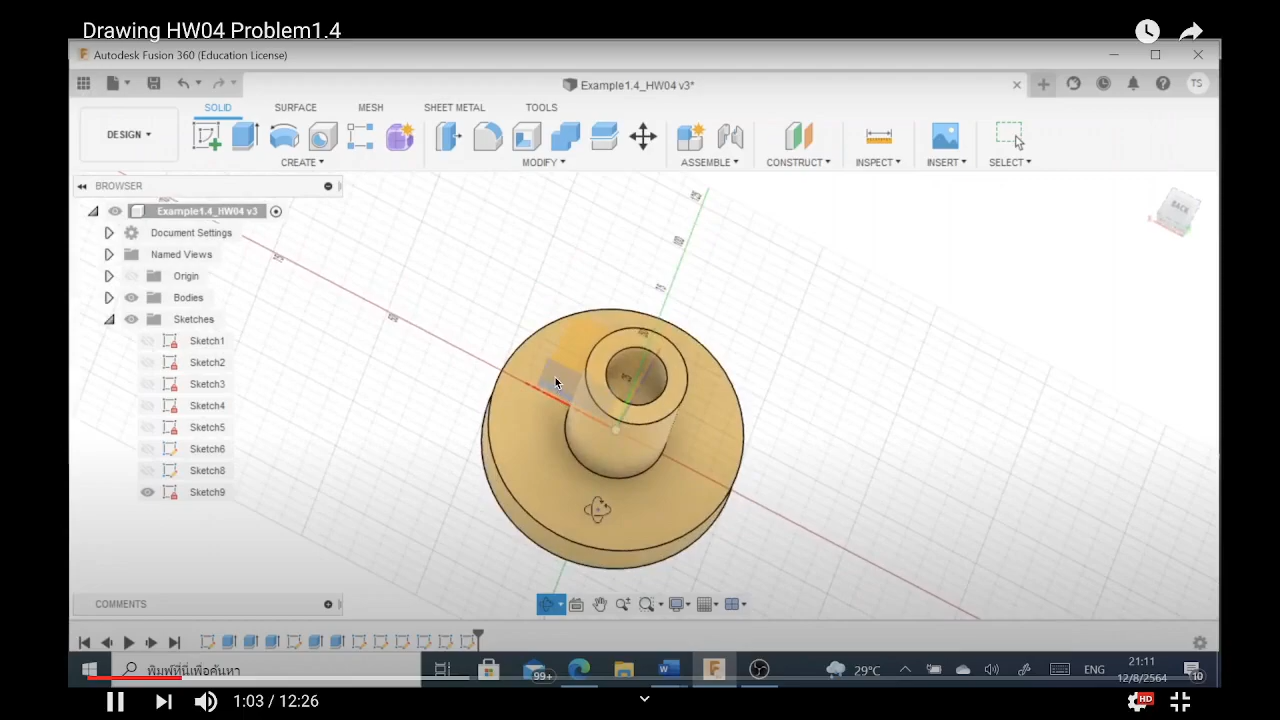 Drawing HW04 Problem1.4
Autodesk Fusion 360 (Education License)
Example1.4_HW04 v3*
TS
SOLID SURFACE MESH SHEET METAL TOOLS
DESIGN
CREATE MODIFY ASSEMBLE CONSTRUCT INSPECT INSERT SELECT
BROWSER
Example1.4_HW04 v3
Document Settings
Named Views
Origin
Bodies
Sketches
Sketch1
Sketch2
Sketch3
Sketch4
Sketch5
Sketch6
Sketch8
Sketch9
BACK
COMMENTS
พิมพ์ที่นี่เพื่อค้นหา
99+
29°C
ENG
21:11
12/8/2564
10
1:03 / 12:26
HD